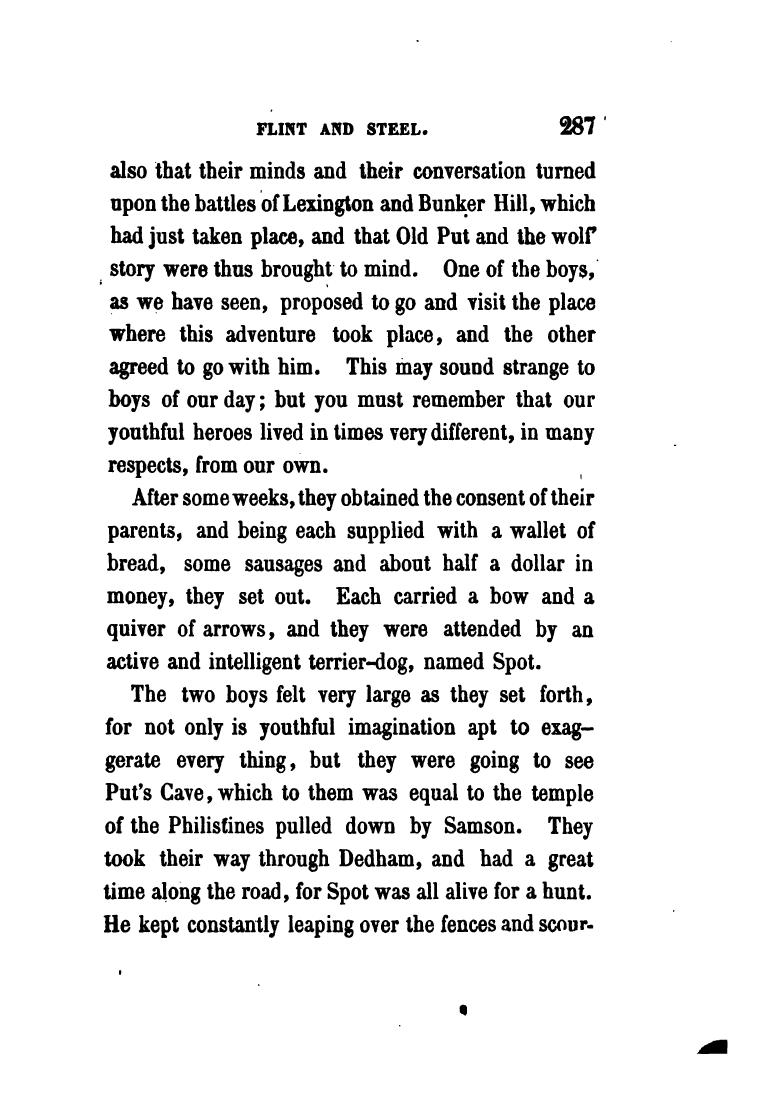 FLINT AND STEEL. 287
also that their minds and their conversation turned
upon the battles of Lexington and Bunker Hill, which
had just taken place, and that Old Put and the wolf
story were thus brought to mind. One of the boys,
as we have seen, proposed to go and visit the place
where this adventure took place, and the other
agreed to go with him. This may sound strange to
boys of our day; but you must remember that our
youthful heroes lived in times very different, in many
respects, from our own.
After some weeks, they obtained the consent of their
parents, and being each supplied with a wallet of
bread, some sausages and about half a dollar in
money, they set out. Each carried a bow and a
quiver of arrows, and they were attended by an
active and intelligent terrier-dog, named Spot.
The two boys felt very large as they set forth,
for not only is youthful imagination apt to exag-
gerate every thing, but they were going to see
Put's Cave, which to them was equal to the temple
of the Philistines pulled down by Samson. They
took their way through Dedham, and had a great
time along the road, for Spot was all alive for a hunt.
He kept constantly leaping over the fences and scour-